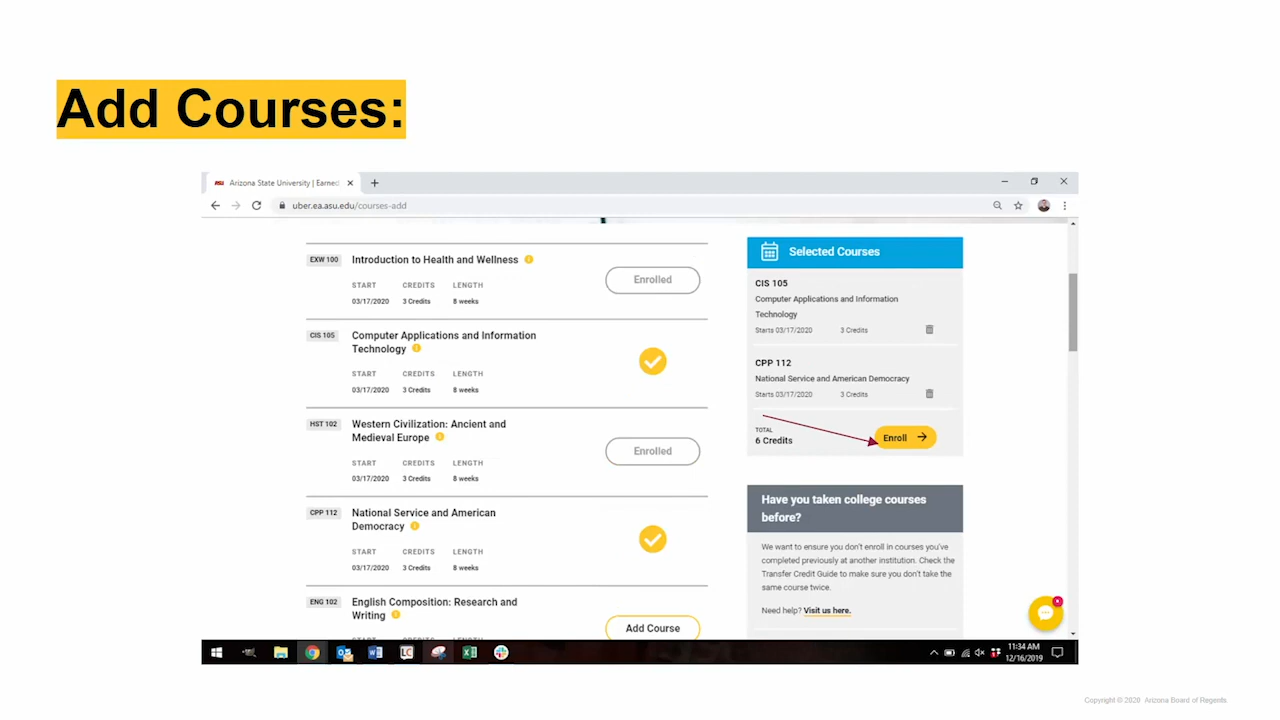 Add Courses:
Arizona State University | Earned
uber.ea.asu.edu/courses-add
EXW 100 Introduction to Health and Wellness
START CREDITS LENGTH
03/17/2020 3 Credits 8 weeks
Enrolled
CIS 105 Computer Applications and Information
Technology
START CREDITS LENGTH
03/17/2020 3 Credits 8 weeks
HST 102 Western Civilization: Ancient and
Medieval Europe
START CREDITS LENGTH
03/17/2020 3 Credits 8 weeks
Enrolled
CPP 112 National Service and American
Democracy
START CREDITS LENGTH
03/17/2020 3 Credits 8 weeks
ENG 102 English Composition: Research and
Writing
Add Course
Selected Courses
CIS 105
Computer Applications and Information
Technology
Starts 03/17/2020 3 Credits
CPP 112
National Service and American Democracy
Starts 03/17/2020 3 Credits
TOTAL
6 Credits
Enroll
Have you taken college courses
before?
We want to ensure you don't enroll in courses you've
completed previously at another institution. Check the
Transfer Credit Guide to make sure you don't take the
same course twice.
Need help? Visit us here.
11:34 AM
12/16/2019
Copyright © 2020 Arizona Board of Regents